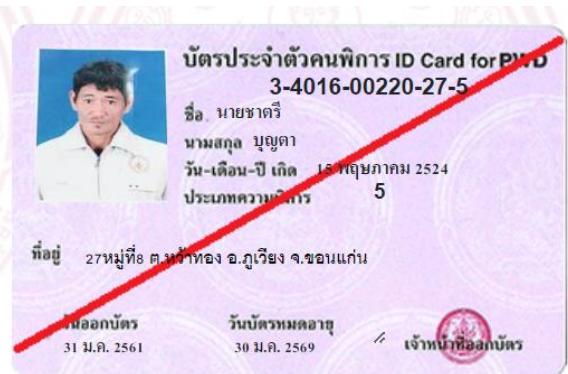 บัตรประจำตัวคนพิการ ID Card for PWD
3-4016-00220-27-5
ชื่อ นายชาตรี
นามสกุล บุญตา
วัน-เดือน-ปี เกิด 15 พฤษภาคม 2524
ประเภทความพิการ 5
ที่อยู่ 27หมู่ที่8 ต.หว้าทอง อ.ภูเวียง จ.ขอนแก่น
วันออกบัตร วันบัตรหมดอายุ
31 ม.ค. 2561 30 ม.ค. 2569 เจ้าหน้าที่ออกบัตร